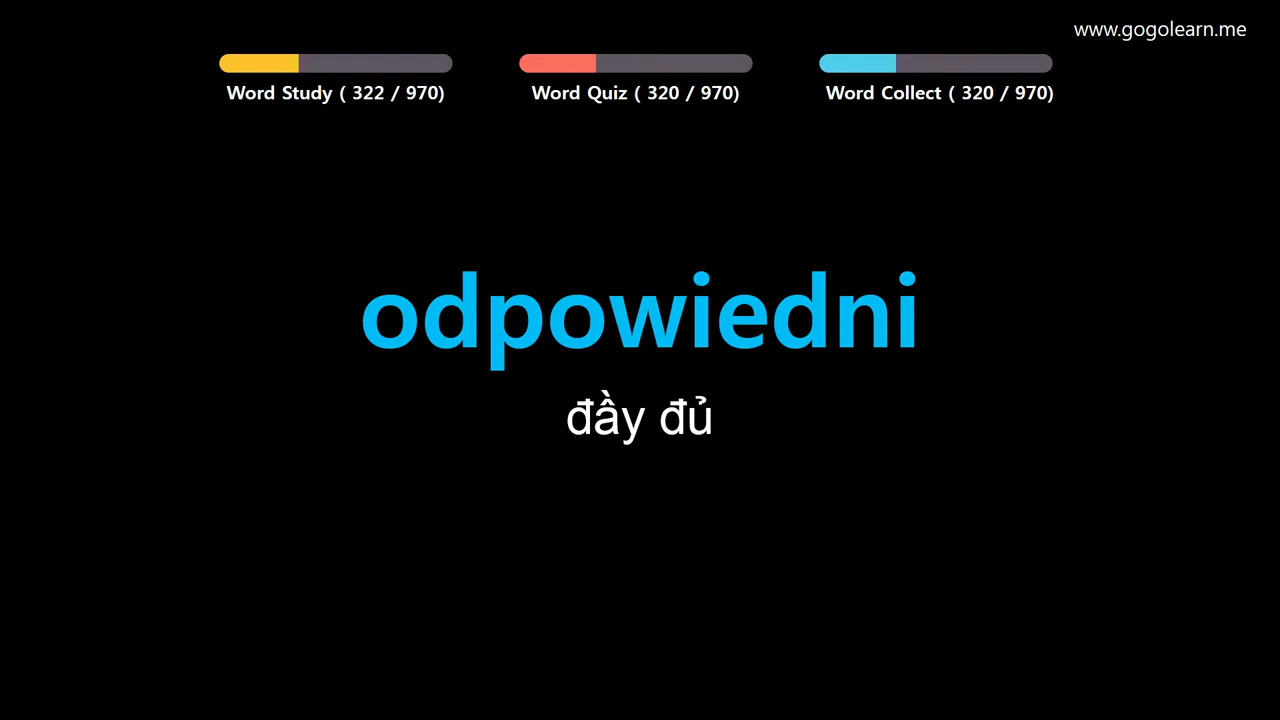 www.gogolearn.me
Word Study ( 322 / 970)
Word Quiz ( 320 / 970)
Word Collect ( 320 / 970)
odpowiedni
đầy đủ